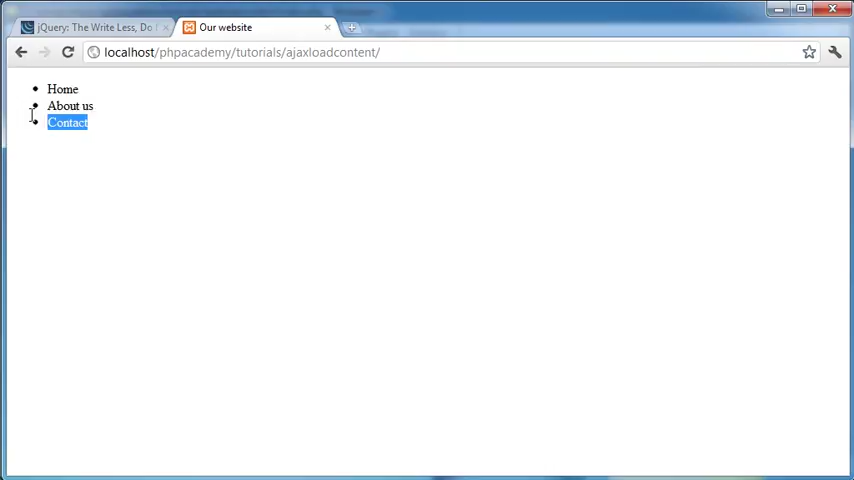 jQuery: The Write Less, Do
Our website
localhost/phpacademy/tutorials/ajaxloadcontent/
Home
About us
Contact